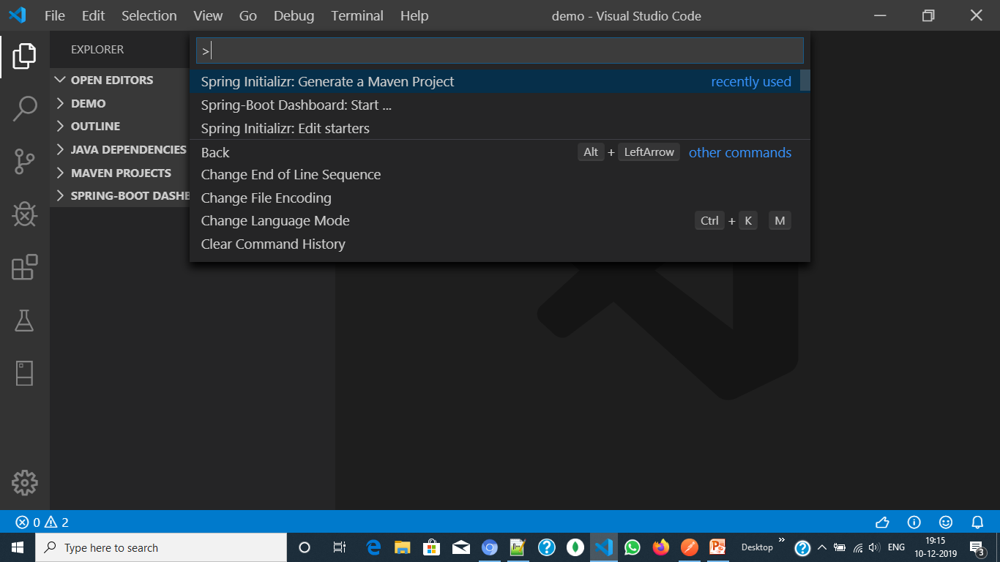 File Edit Selection View Go Debug Terminal Help demo - Visual Studio Code
EXPLORER
OPEN EDITORS
DEMO
OUTLINE
JAVA DEPENDENCIES
MAVEN PROJECTS
SPRING-BOOT DASHB
>
Spring Initializr: Generate a Maven Project recently used
Spring-Boot Dashboard: Start ...
Spring Initializr: Edit starters
Back Alt + LeftArrow other commands
Change End of Line Sequence
Change File Encoding
Change Language Mode Ctrl + K M
Clear Command History
0 2
Type here to search Desktop » ENG 19:15
10-12-2019 3